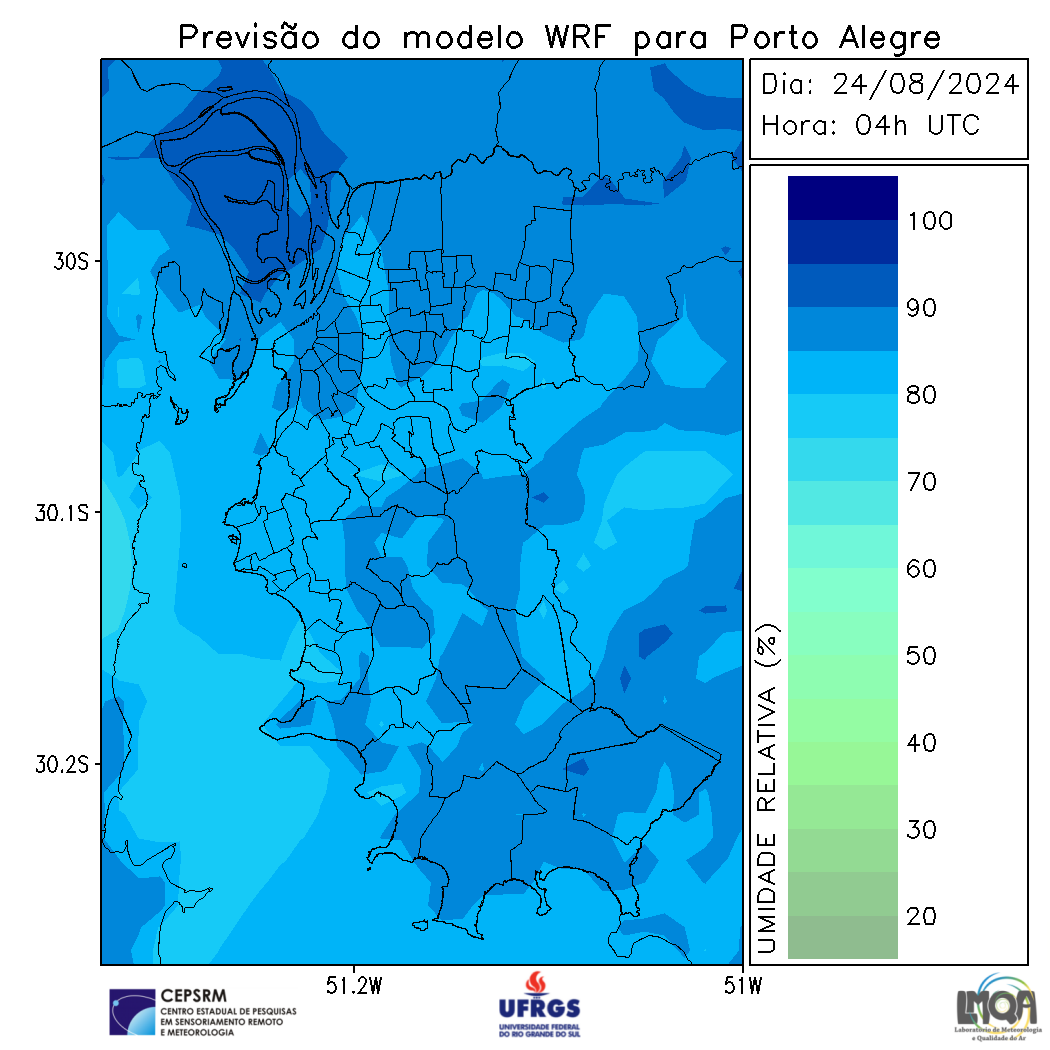 Previsão do modelo WRF para Porto Alegre
Dia: 24/08/2024
Hora: 04h UTC
30S
30.1S
30.2S
51.2W
51W
UMIDADE RELATIVA (%)
100
90
80
70
60
50
40
30
20
CEPSRM
CENTRO ESTADUAL DE PESQUISAS
EM SENSORIAMENTO REMOTO
E METEOROLOGIA
UFRGS
UNIVERSIDADE FEDERAL
DO RIO GRANDE DO SUL
LMQA
Laboratório de Meteorologia
e Qualidade do Ar